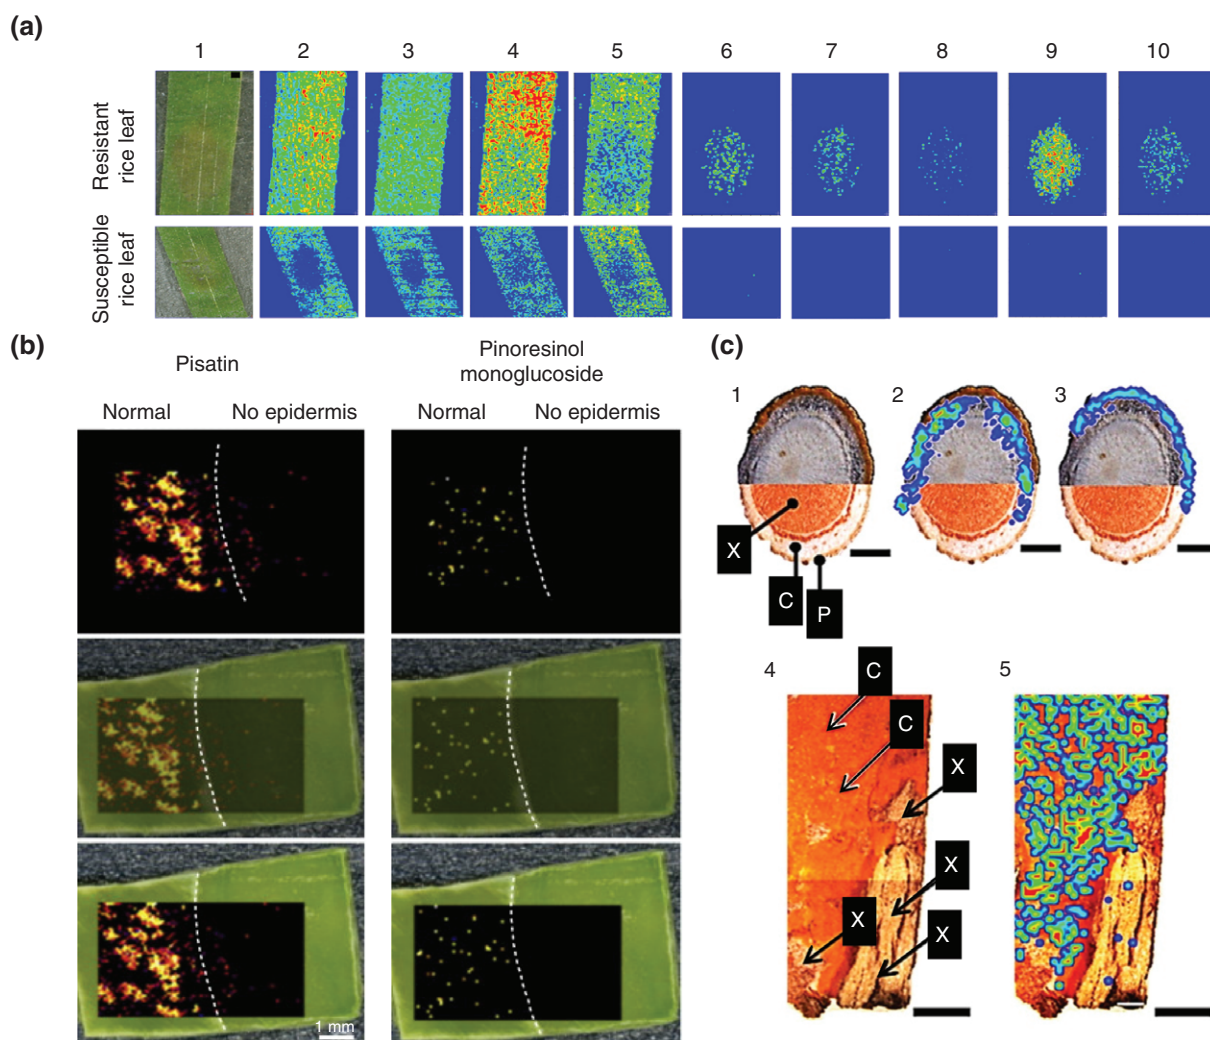 (a)
1 2 3 4 5 6 7 8 9 10
Resistant
rice leaf
Susceptible
rice leaf
(b)
Pisatin
Pinoresinol
monoglucoside
Normal No epidermis
Normal No epidermis
1 mm
(c)
1 2 3
X
C
P
4 5
C
C
X
X
X
X